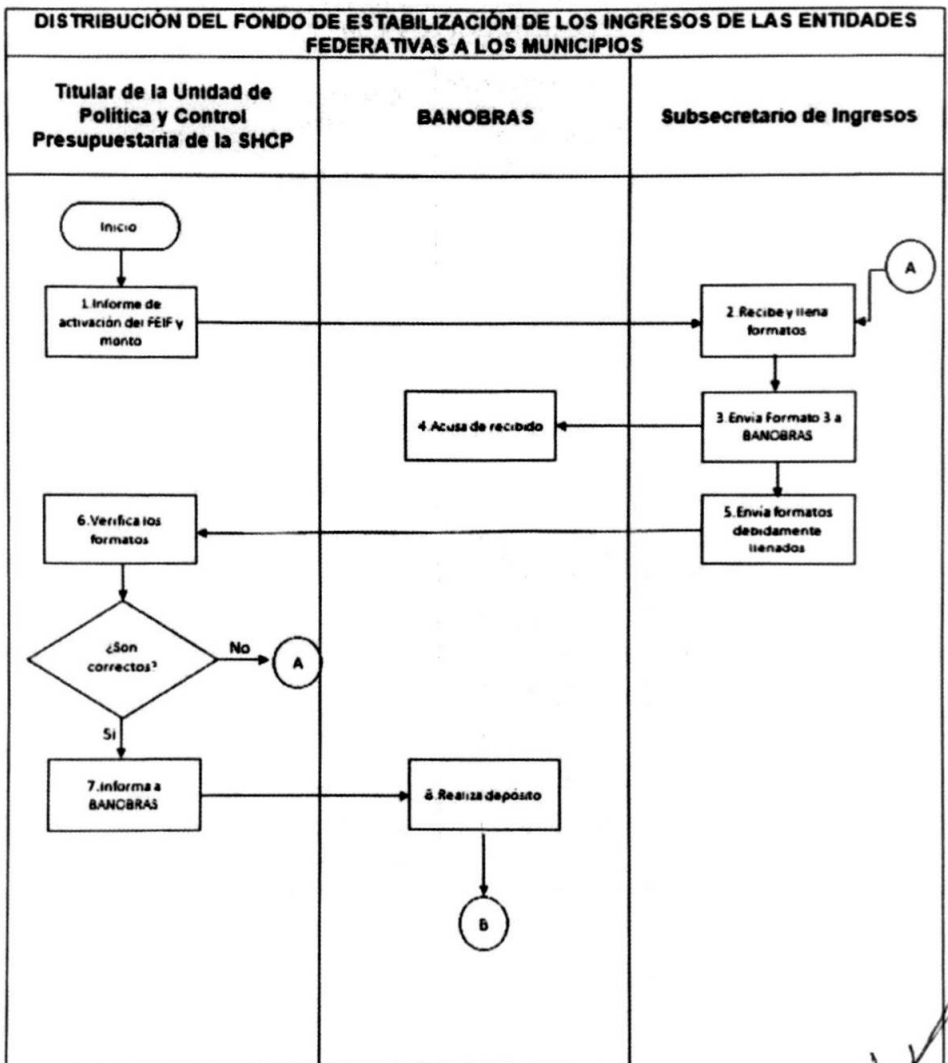 DISTRIBUCIÓN DEL FONDO DE ESTABILIZACIÓN DE LOS INGRESOS DE LAS ENTIDADES
FEDERATIVAS A LOS MUNICIPIOS
Titular de la Unidad de
Política y Control
Presupuestaria de la SHCP
BANOBRAS
Subsecretario de Ingresos
Inicio
A
1.Informe de
activación del FEIF y
monto
2.Recibe y llena
formatos
4.Acusa de recibido
3.Envía Formato 3 a
BANOBRAS
6.Verifica los
formatos
5.Envía formatos
debidamente
llenados
¿Son
correctos?
No
A
Si
7.Informa a
BANOBRAS
8.Realiza depósito
B